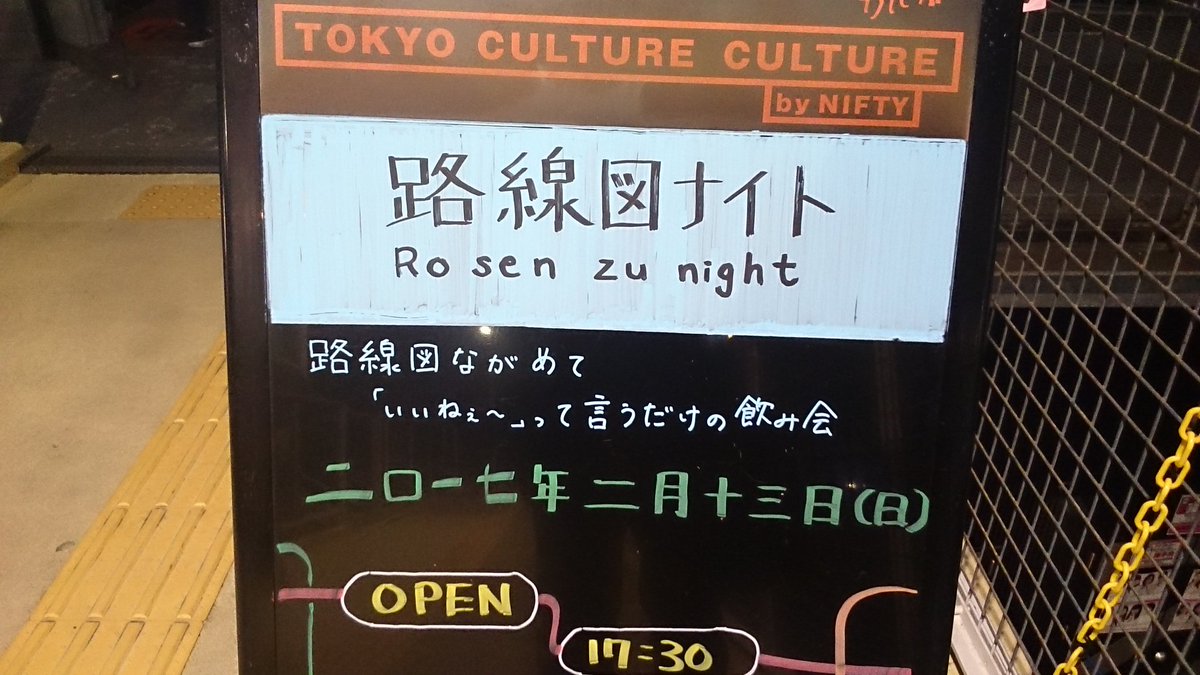 TOKYO CULTURE CULTURE
by NIFTY
路線図ナイト
Rosen zu night
路線図ながめて
「いいねぇ〜」って言うだけの飲み会
二〇一七年二月十三日(日)
OPEN
17:30